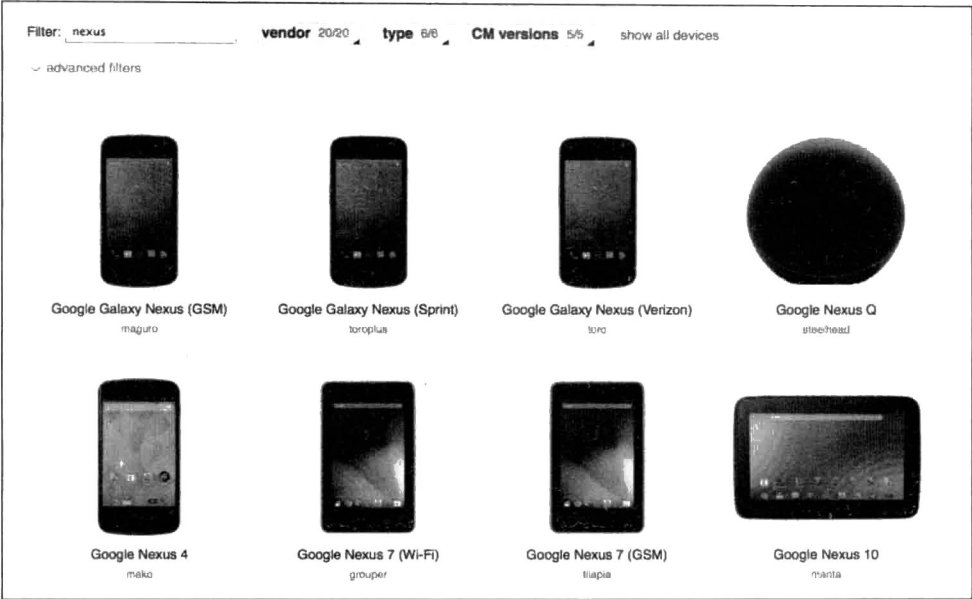 Filter: nexus vendor 20/20 type 6/6 CM versions 5/5 show all devices
advanced filters
Google Galaxy Nexus (GSM) Google Galaxy Nexus (Sprint) Google Galaxy Nexus (Verizon) Google Nexus Q
maguro toroplus toro steelhead
Google Nexus 4 Google Nexus 7 (Wi-Fi) Google Nexus 7 (GSM) Google Nexus 10
mako grouper tilapia manta